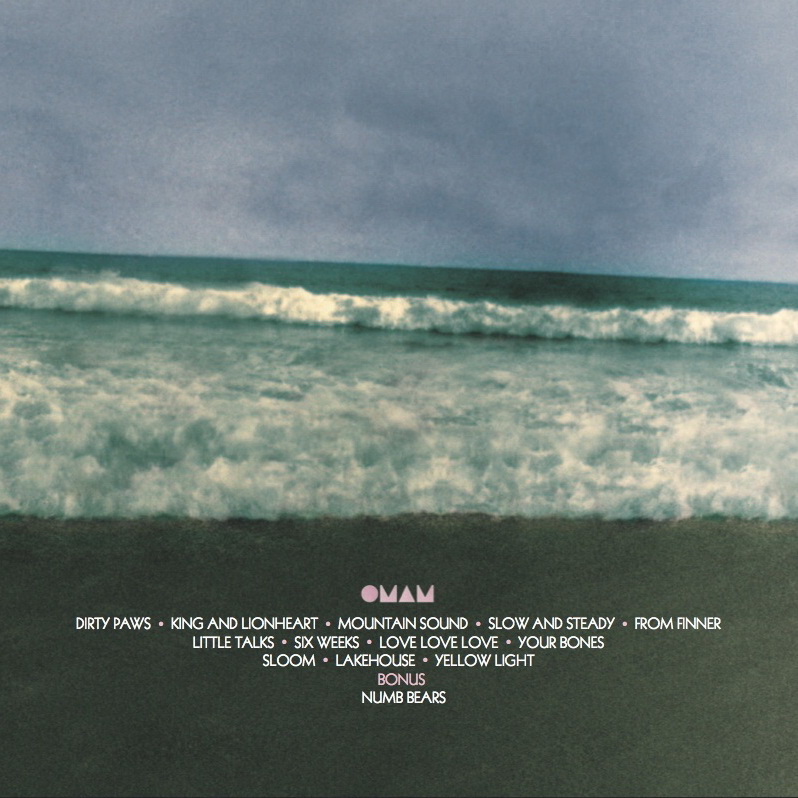 OMAM
DIRTY PAWS • KING AND LIONHEART • MOUNTAIN SOUND • SLOW AND STEADY • FROM FINNER
LITTLE TALKS • SIX WEEKS • LOVE LOVE LOVE • YOUR BONES
SLOOM • LAKEHOUSE • YELLOW LIGHT
BONUS
NUMB BEARS